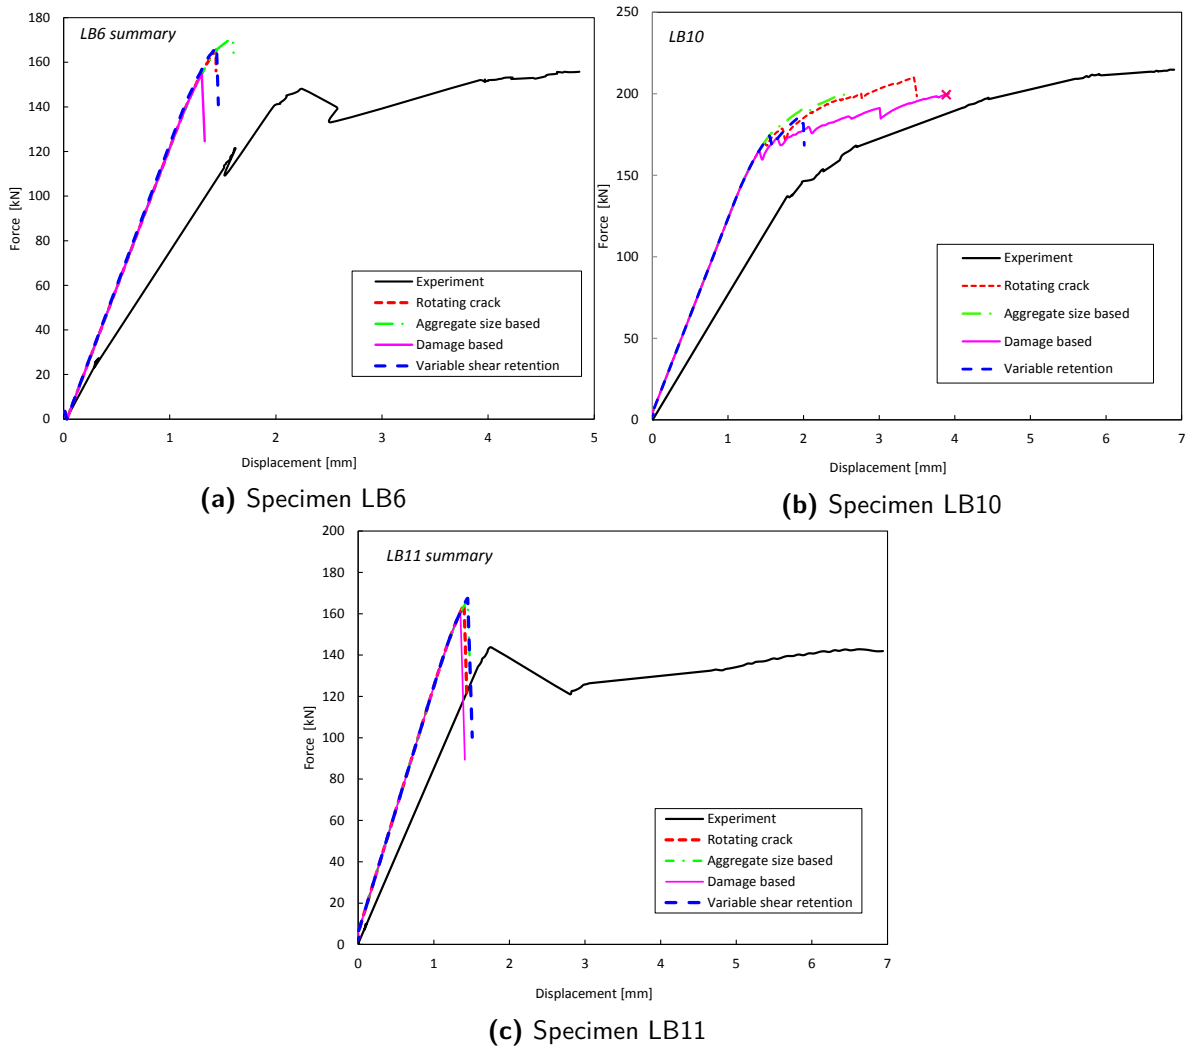 LB6 summary
180
160
140
120
100
80
60
40
20
0
Force [kN]
0 1 2 3 4 5
Displacement [mm]
Experiment
Rotating crack
Aggregate size based
Damage based
Variable shear retention
(a) Specimen LB6
LB10
250
200
150
100
50
0
Force [kN]
0 1 2 3 4 5 6 7
Displacement [mm]
Experiment
Rotating crack
Aggregate size based
Damage based
Variable retention
(b) Specimen LB10
LB11 summary
200
180
160
140
120
100
80
60
40
20
0
Force [kN]
0 1 2 3 4 5 6 7
Displacement [mm]
Experiment
Rotating crack
Aggregate size based
Damage based
Variable shear retention
(c) Specimen LB11